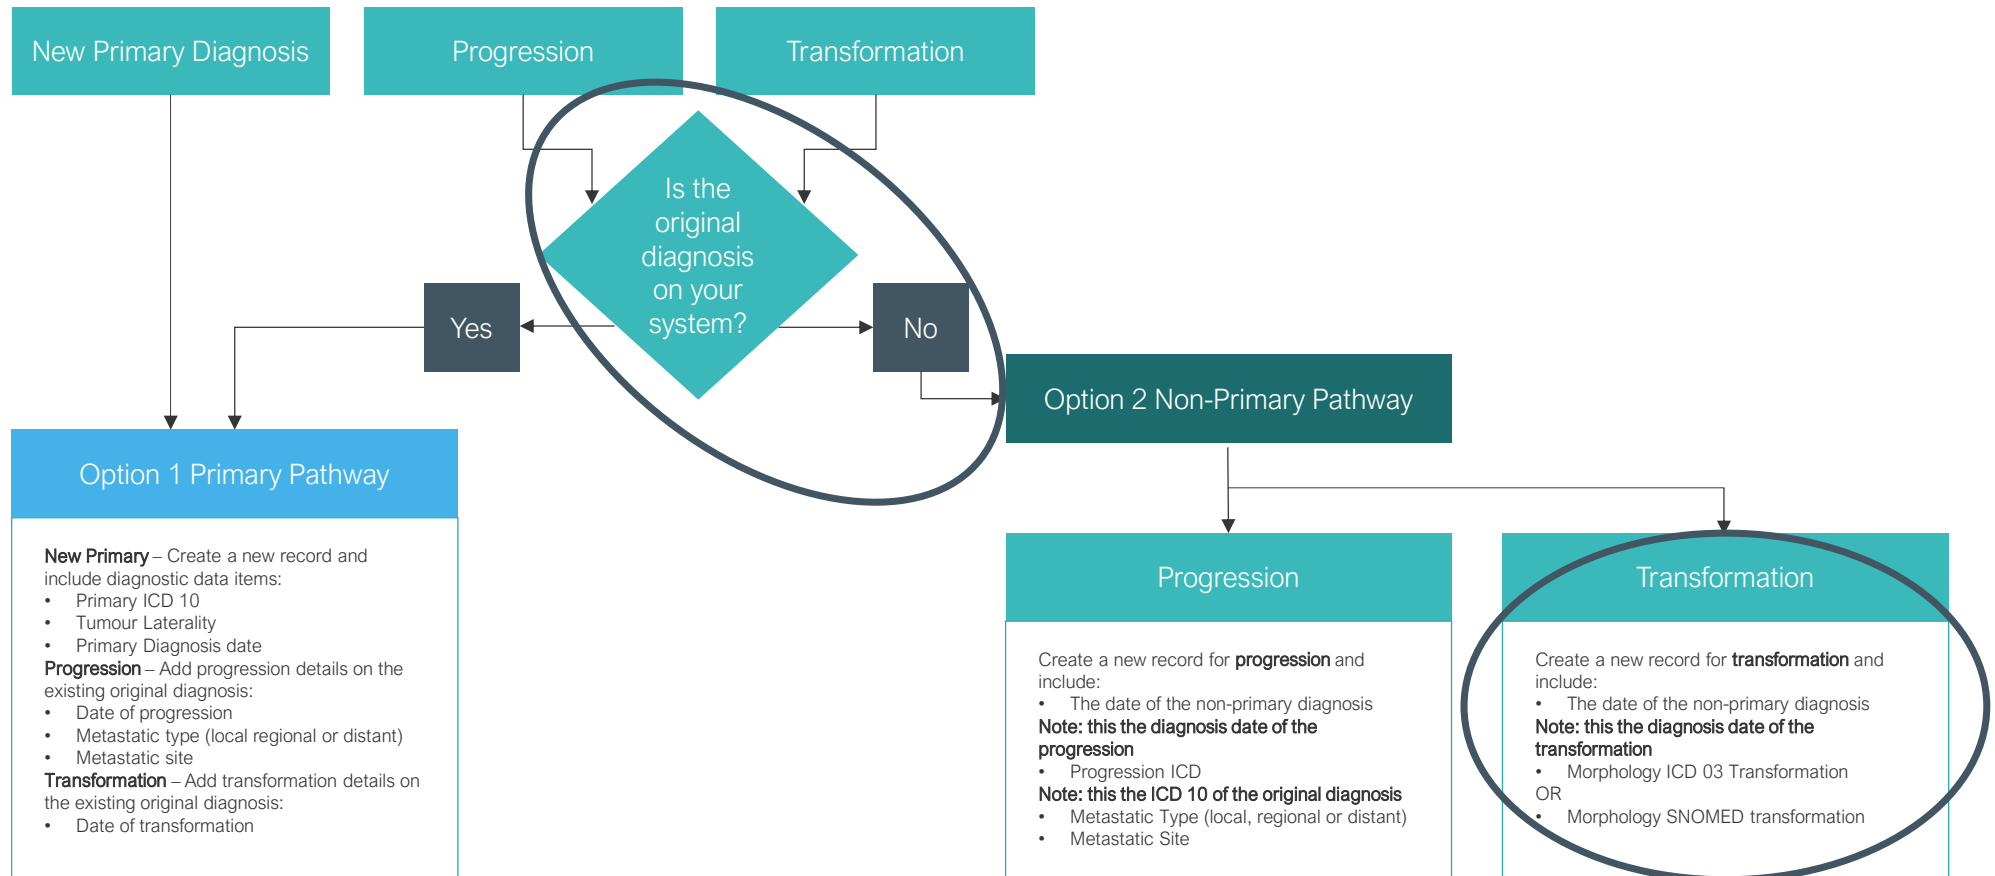 New Primary Diagnosis
Progression
Transformation
Is the
original
diagnosis
on your
system?
Yes
No
Option 2 Non-Primary Pathway
Option 1 Primary Pathway
New Primary – Create a new record and
include diagnostic data items:
• Primary ICD 10
• Tumour Laterality
• Primary Diagnosis date
Progression – Add progression details on the
existing original diagnosis:
• Date of progression
• Metastatic type (local regional or distant)
• Metastatic site
Transformation – Add transformation details on
the existing original diagnosis:
• Date of transformation
Progression
Create a new record for progression and
include:
• The date of the non-primary diagnosis
Note: this the diagnosis date of the
progression
• Progression ICD
Note: this the ICD 10 of the original diagnosis
• Metastatic Type (local, regional or distant)
• Metastatic Site
Transformation
Create a new record for transformation and
include:
• The date of the non-primary diagnosis
Note: this the diagnosis date of the
transformation
• Morphology ICD 03 Transformation
OR
• Morphology SNOMED transformation